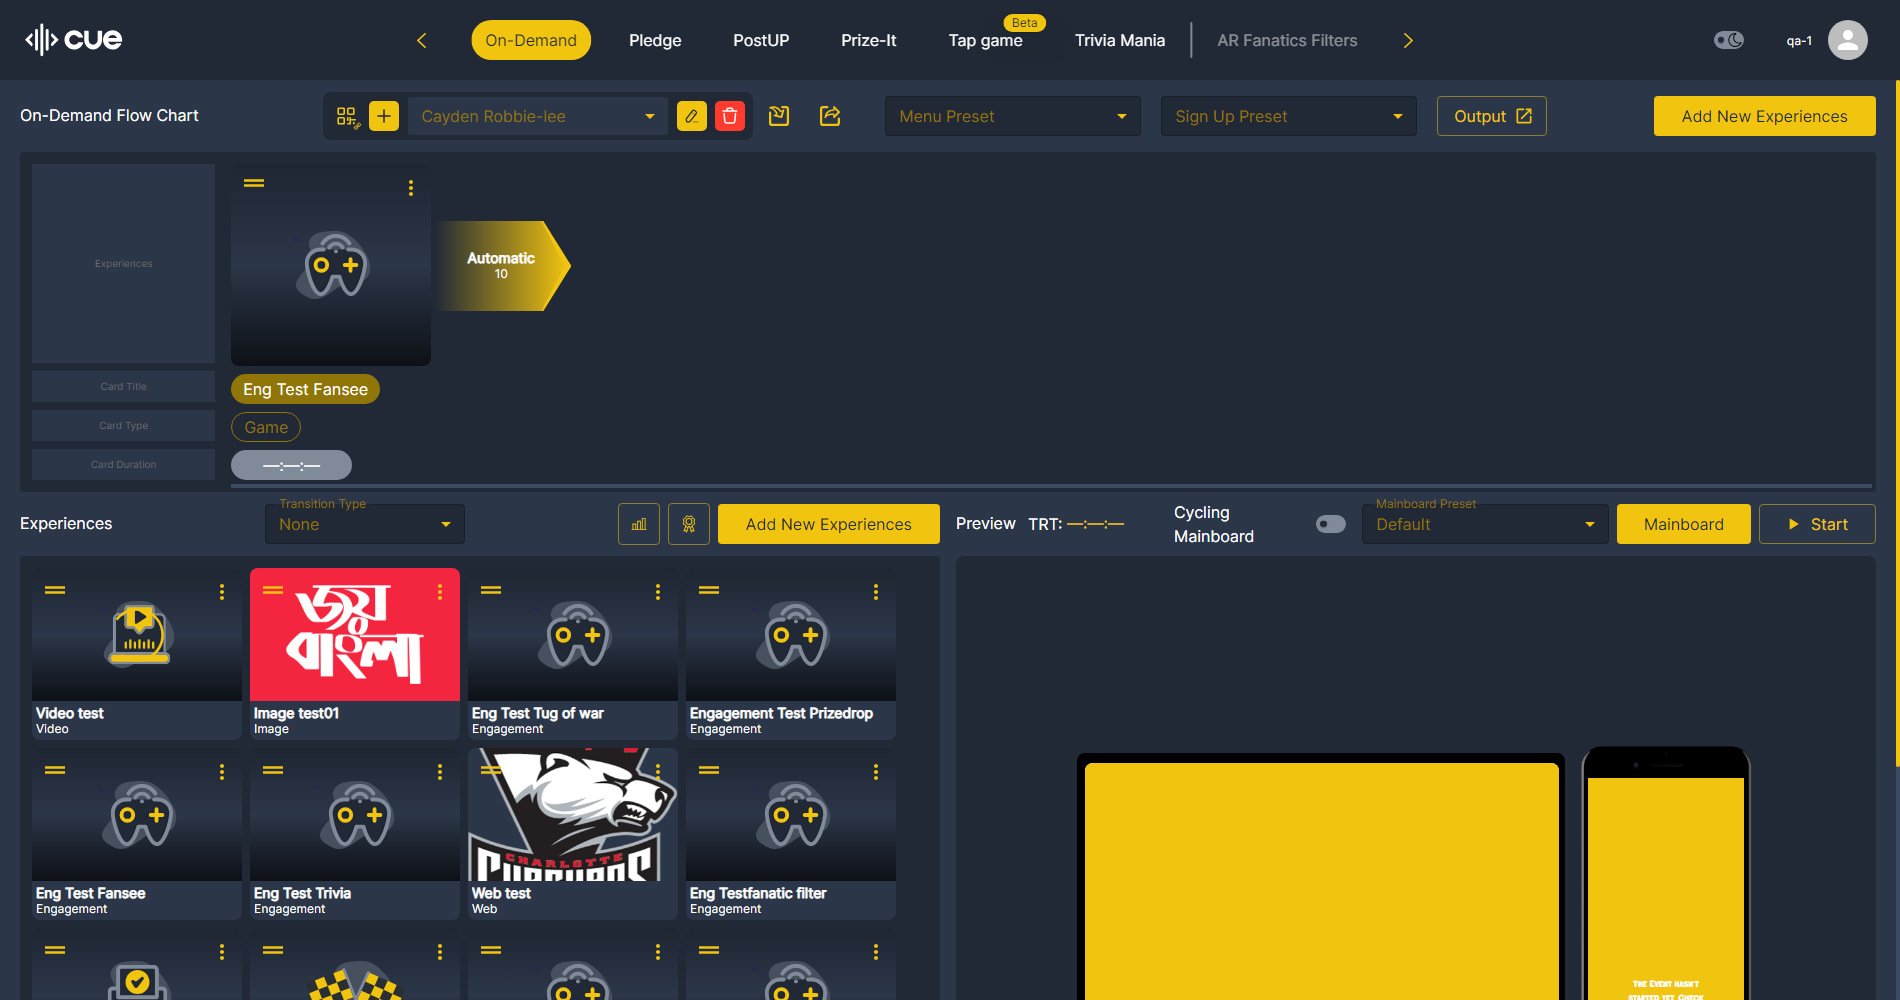 cue
On-Demand
Pledge
PostUP
Prize-It
Beta
Tap game
Trivia Mania
AR Fanatics Filters
qa-1
On-Demand Flow Chart
Cayden Robbie-lee
Menu Preset
Sign Up Preset
Output
Add New Experiences
Experiences
Automatic
10
Card Title
Eng Test Fansee
Card Type
Game
Card Duration
—:—:—
Experiences
Transition Type
None
Add New Experiences
Preview
TRT: —:—:—
Cycling
Mainboard
Mainboard Preset
Default
Mainboard
Start
জয়
বাংলা
Video test
Video
Image test01
Image
Eng Test Tug of war
Engagement
Engagement Test Prizedrop
Engagement
CHARLOTTE
Eng Test Fansee
Engagement
Eng Test Trivia
Engagement
Web test
Web
Eng Testfanatic filter
Engagement
The Event hasn't
started yet. Check